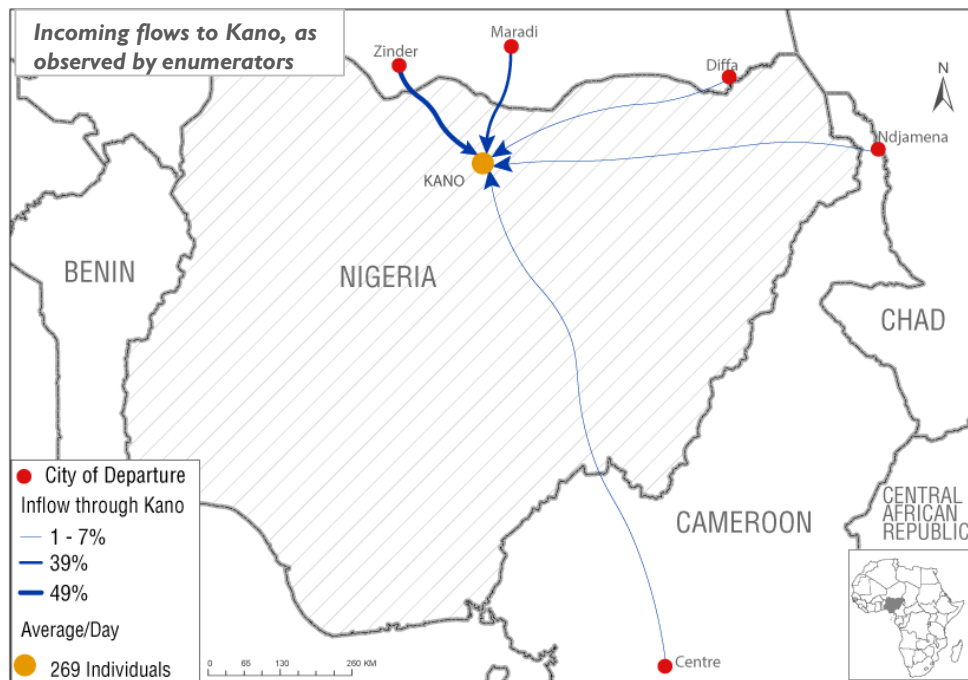 Incoming flows to Kano, as
observed by enumerators
Zinder
Maradi
Diffa
N
Ndjamena
KANO
BENIN
NIGERIA
CHAD
CAMEROON
CENTRAL
AFRICAN
REPUBLIC
City of Departure
Inflow through Kano
1 - 7%
39%
49%
Average/Day
269 Individuals
0 65 130 260 KM
Centre